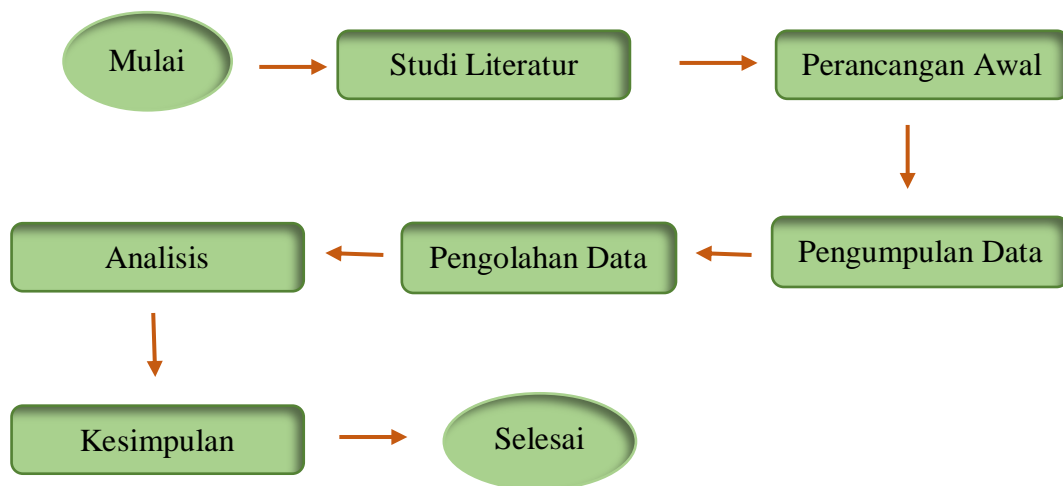 Mulai
Studi Literatur
Perancangan Awal
Pengumpulan Data
Pengolahan Data
Analisis
Kesimpulan
Selesai